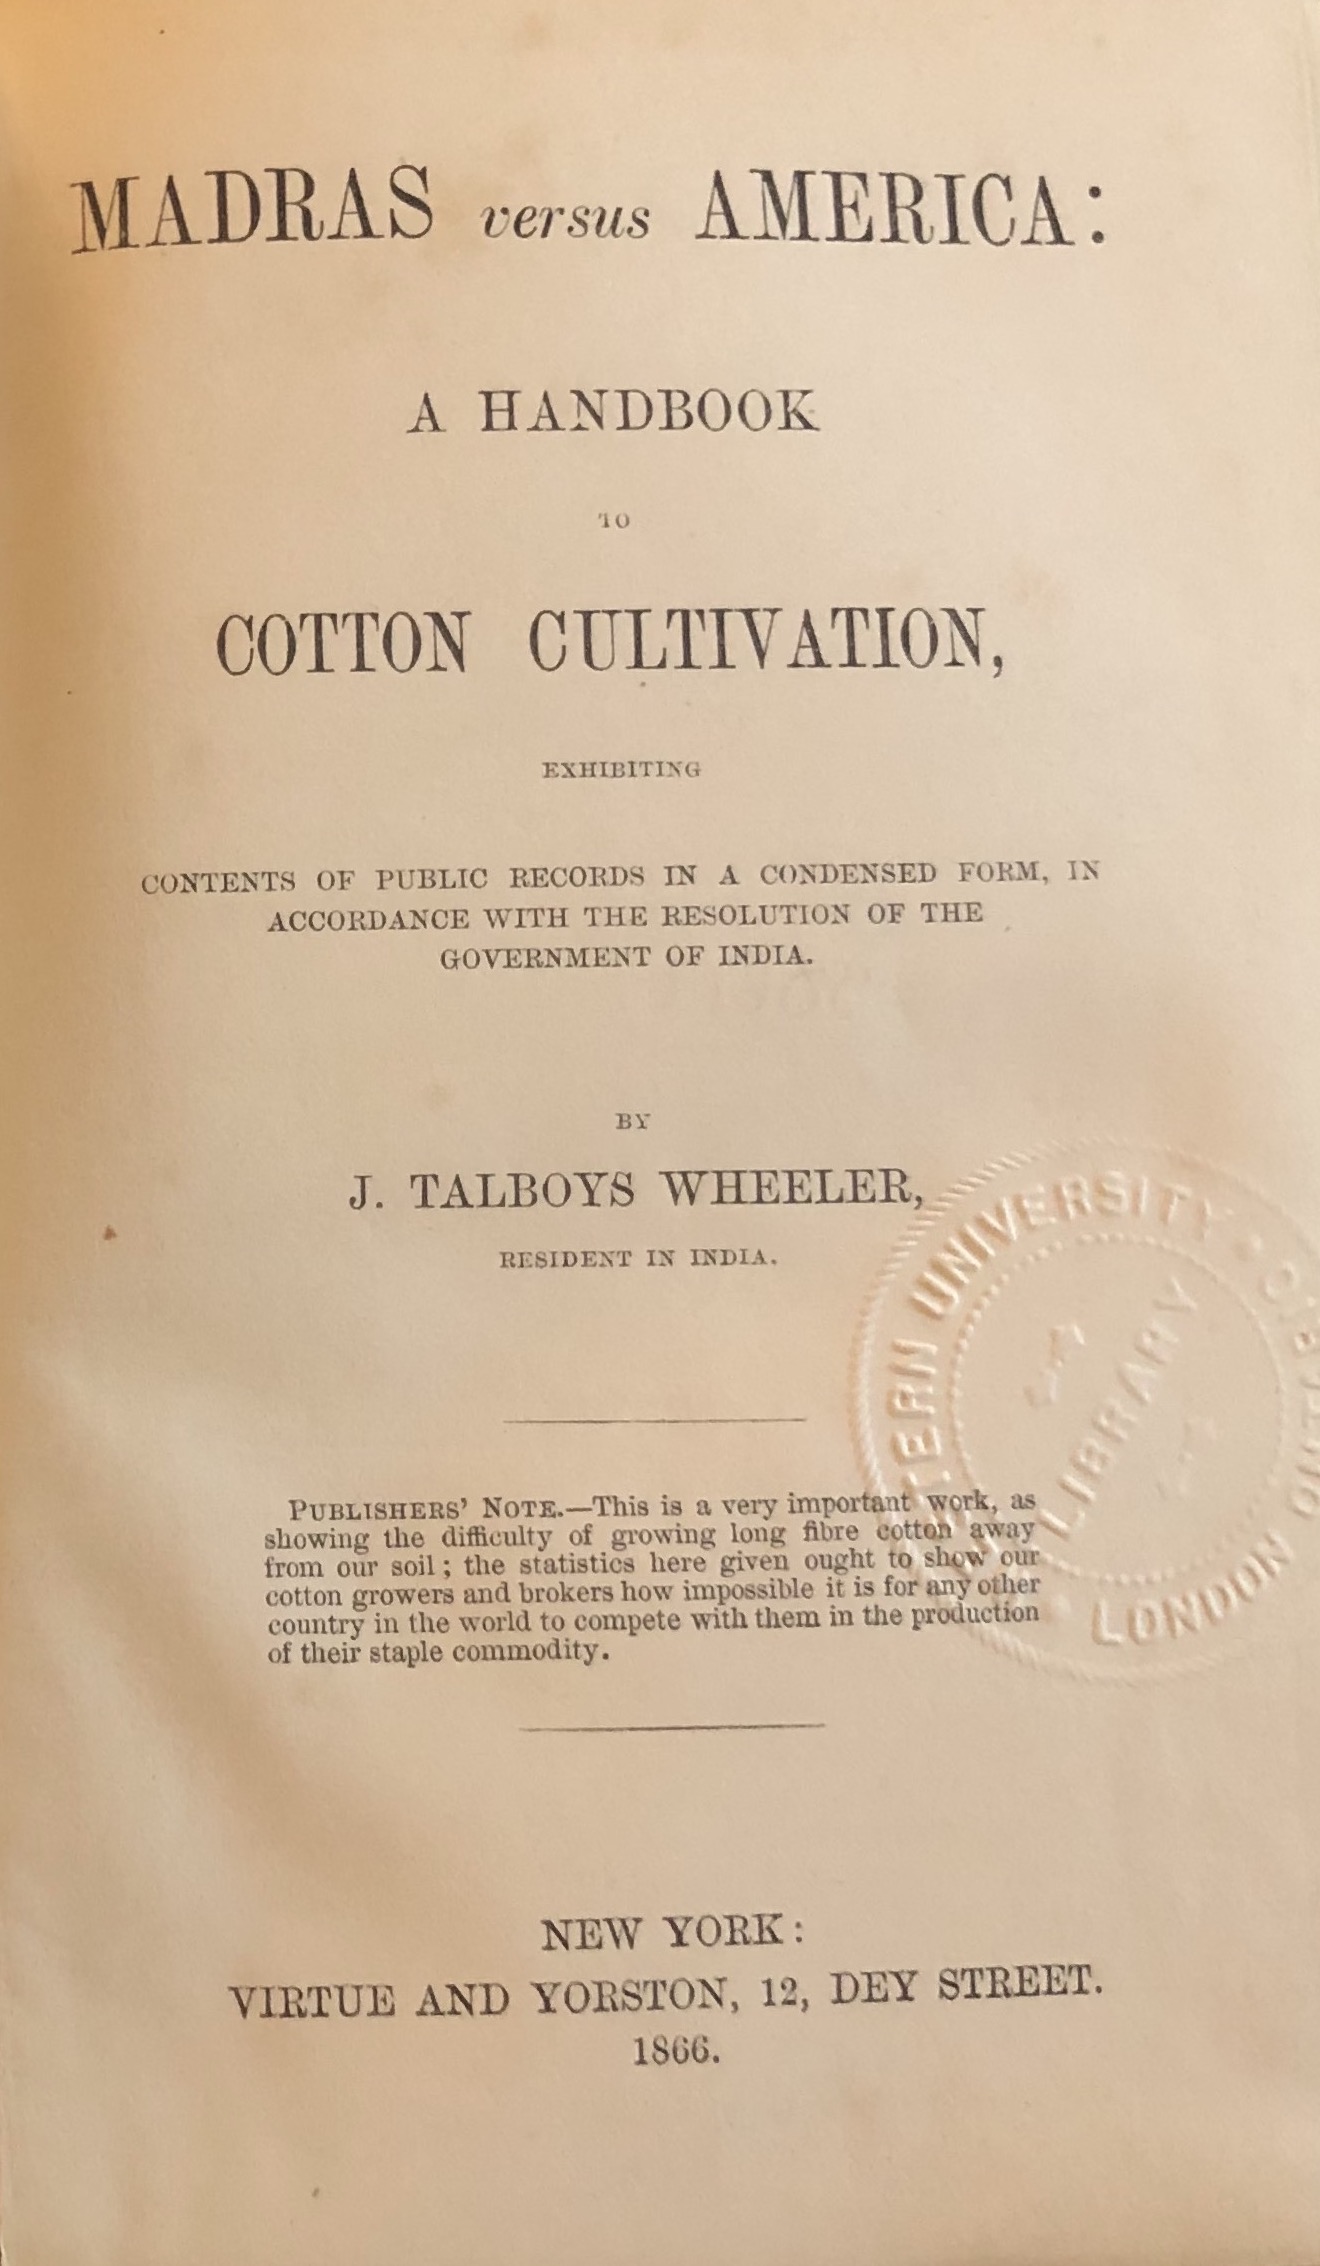 MADRAS versus AMERICA:
A HANDBOOK
TO
COTTON CULTIVATION,
EXHIBITING
CONTENTS OF PUBLIC RECORDS IN A CONDENSED FORM, IN
ACCORDANCE WITH THE RESOLUTION OF THE
GOVERNMENT OF INDIA.
BY
J. TALBOYS WHEELER,
RESIDENT IN INDIA.
PUBLISHERS' NOTE.—This is a very important work, as
showing the difficulty of growing long fibre cotton away
from our soil; the statistics here given ought to show our
cotton growers and brokers how impossible it is for any other
country in the world to compete with them in the production
of their staple commodity.
NEW YORK:
VIRTUE AND YORSTON, 12, DEY STREET.
1866.
UNIVERSITY
LIBRARY
LONDON